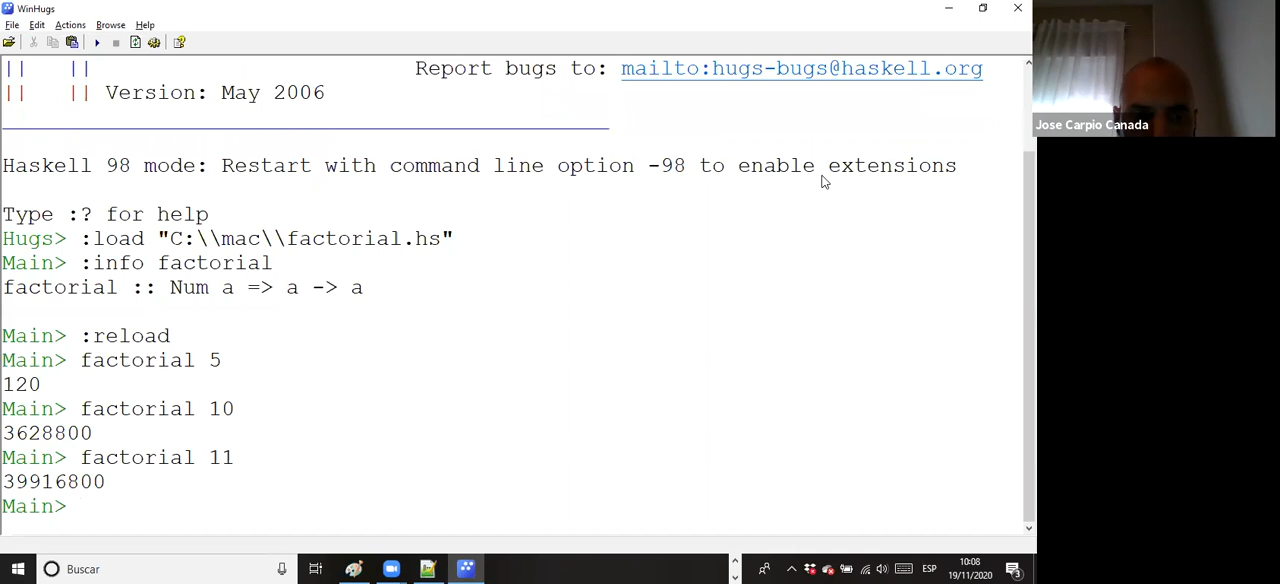 WinHugs
File Edit Actions Browse Help
|| || Report bugs to: mailto:hugs-bugs@haskell.org
|| || Version: May 2006
Haskell 98 mode: Restart with command line option -98 to enable extensions
Type :? for help
Hugs> :load "C:\\mac\\factorial.hs"
Main> :info factorial
factorial :: Num a => a -> a
Main> :reload
Main> factorial 5
120
Main> factorial 10
3628800
Main> factorial 11
39916800
Main>
Jose Carpio Canada
Buscar
ESP
10:08
19/11/2020
3